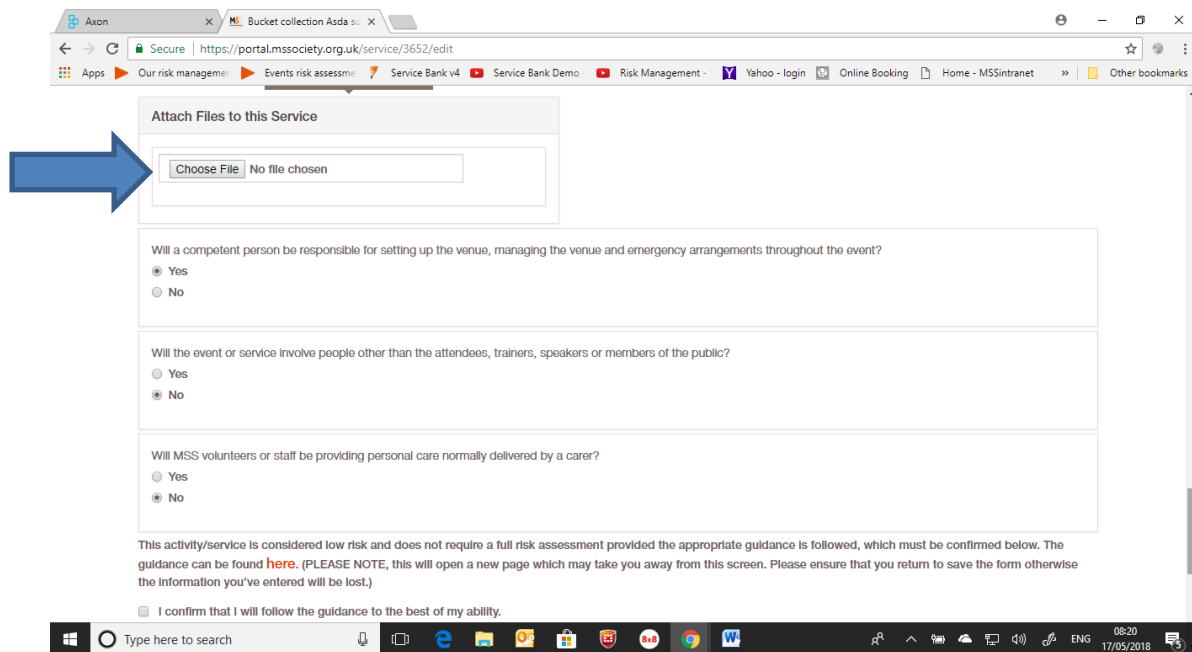 Axon
MS Bucket collection Asda su
Secure | https://portal.mssociety.org.uk/service/3652/edit
Apps Our risk managemer Events risk assessme Service Bank v4 Service Bank Demo - Risk Management - Yahoo - login Online Booking Home - MSSintranet » Other bookmarks
Attach Files to this Service
Choose File No file chosen
Will a competent person be responsible for setting up the venue, managing the venue and emergency arrangements throughout the event?
Yes
No
Will the event or service involve people other than the attendees, trainers, speakers or members of the public?
Yes
No
Will MSS volunteers or staff be providing personal care normally delivered by a carer?
Yes
No
This activity/service is considered low risk and does not require a full risk assessment provided the appropriate guidance is followed, which must be confirmed below. The
guidance can be found here. (PLEASE NOTE, this will open a new page which may take you away from this screen. Please ensure that you return to save the form otherwise
the information you've entered will be lost.)
I confirm that I will follow the guidance to the best of my ability.
Type here to search
8x8
ENG
08:20
17/05/2018
5